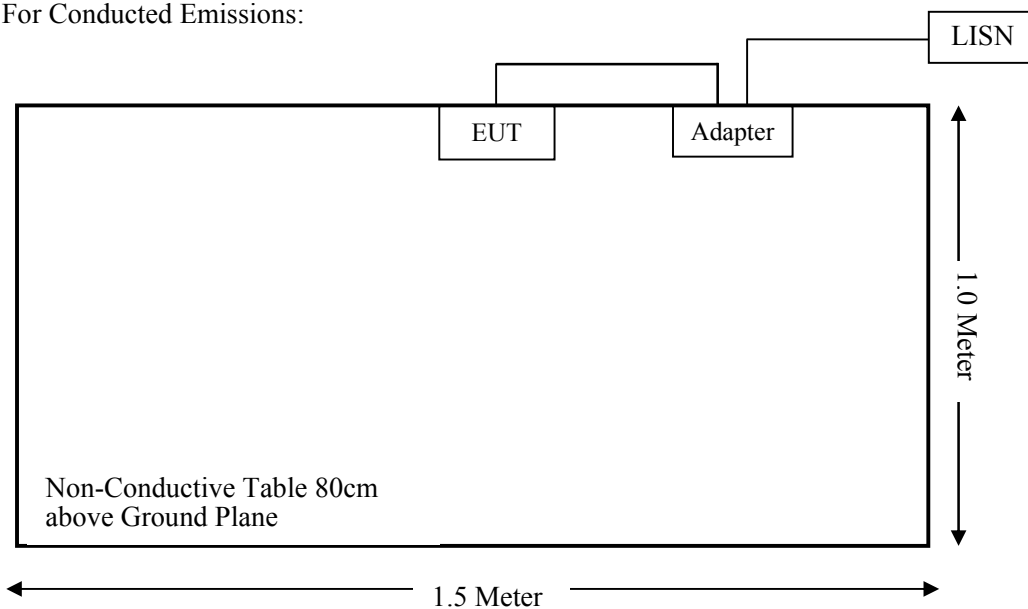 For Conducted Emissions:
LISN
EUT
Adapter
1.0 Meter
Non-Conductive Table 80cm
above Ground Plane
1.5 Meter